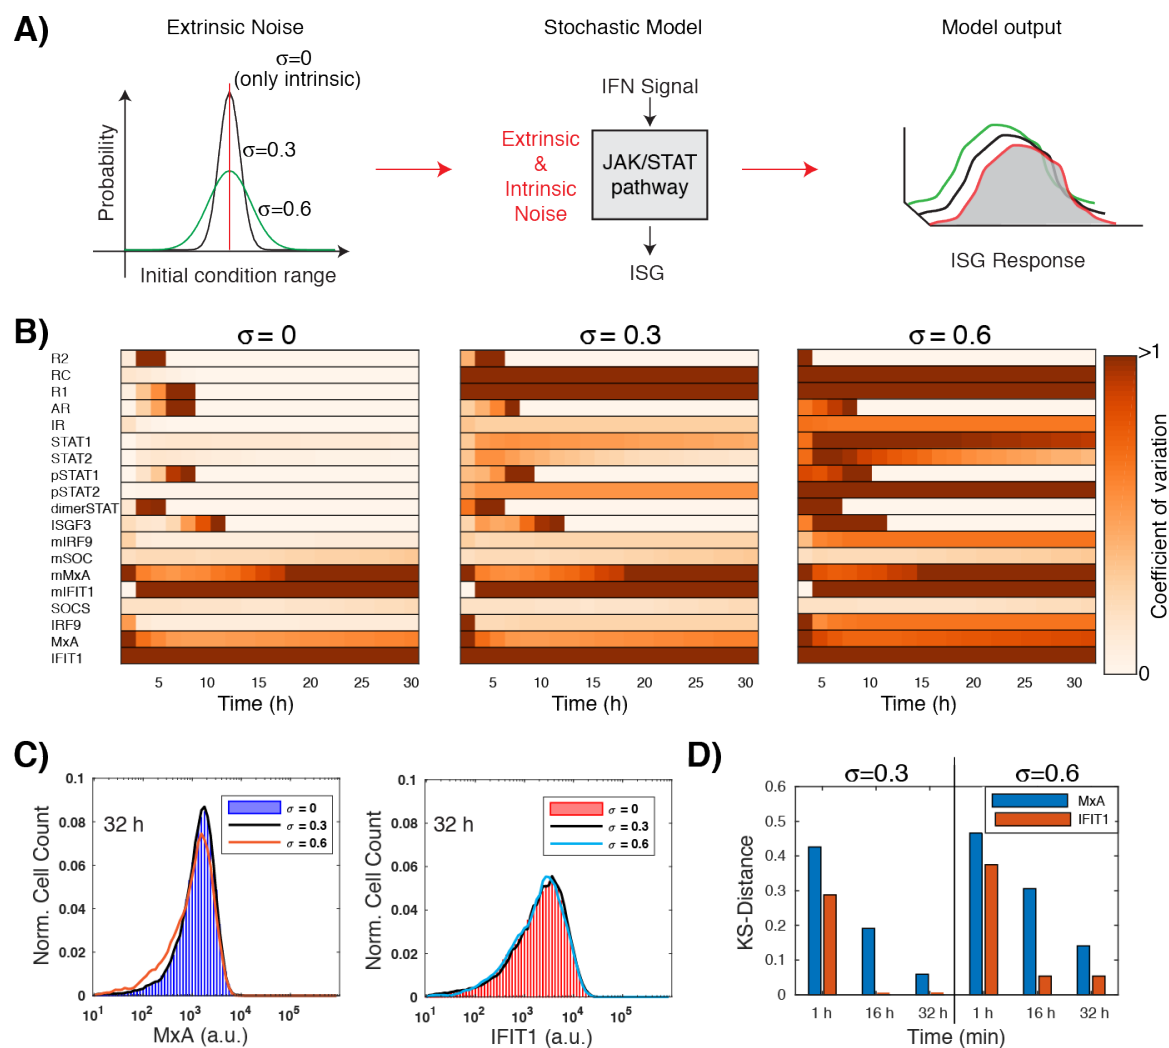 A)
Extrinsic Noise
Stochastic Model
Model output
σ=0
(only intrinsic)
σ=0.3
σ=0.6
Probability
Initial condition range
IFN Signal
Extrinsic
&
Intrinsic
Noise
JAK/STAT
pathway
ISG
ISG Response
B)
σ = 0
σ = 0.3
σ = 0.6
R2
RC
R1
AR
IR
STAT1
STAT2
pSTAT1
pSTAT2
dimerSTAT
ISGF3
mIRF9
mSOC
mMxA
mIFIT1
SOCS
IRF9
MxA
IFIT1
5 10 15 20 25 30
Time (h)
5 10 15 20 25 30
Time (h)
5 10 15 20 25 30
Time (h)
>1
Coefficient of variation
0
C)
0.1
0.08
0.06
0.04
0.02
0
Norm. Cell Count
32 h
σ = 0
σ = 0.3
σ = 0.6
10¹ 10² 10³ 10⁴ 10⁵
MxA (a.u.)
0.1
0.08
0.06
0.04
0.02
0
Norm. Cell Count
32 h
σ = 0
σ = 0.3
σ = 0.6
10¹ 10² 10³ 10⁴ 10⁵
IFIT1 (a.u.)
D)
σ=0.3
σ=0.6
MxA
IFIT1
0.6
0.5
0.4
0.3
0.2
0.1
0
KS-Distance
1 h 16 h 32 h 1 h 16 h 32 h
Time (min)